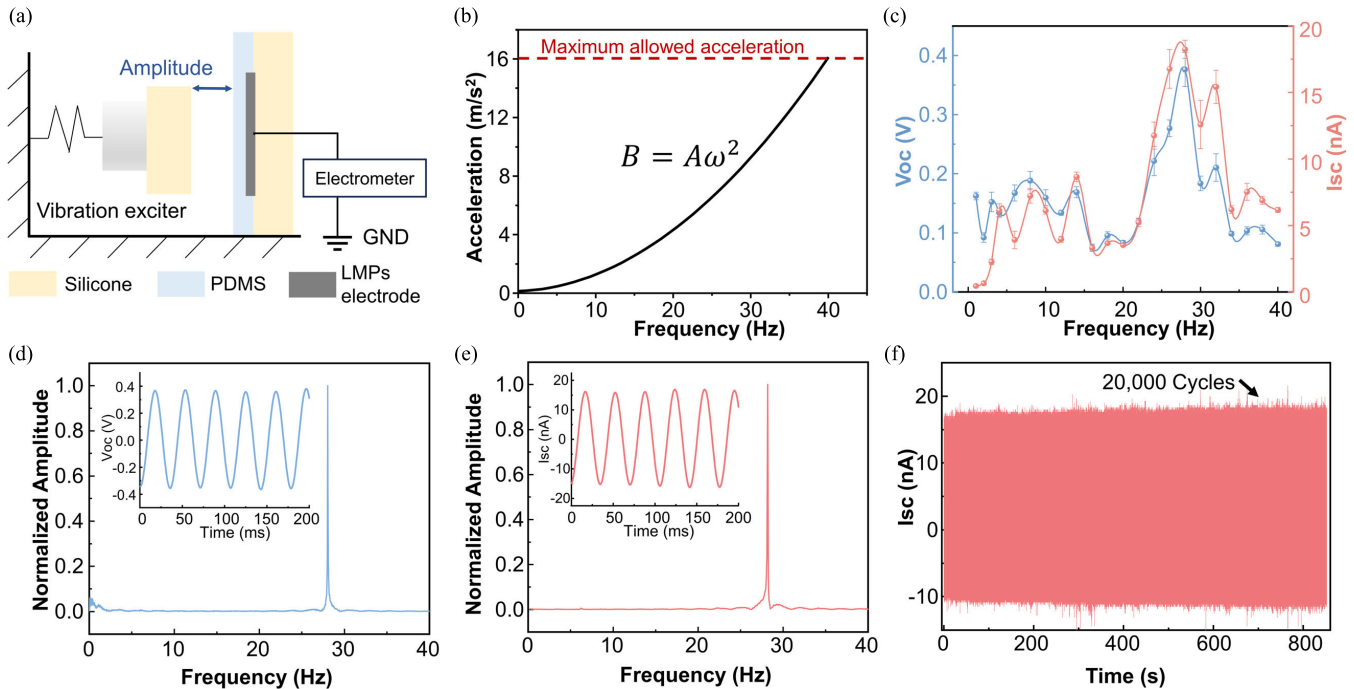 (a)
Amplitude
Electrometer
Vibration exciter
GND
Silicone
PDMS
LMPs
electrode
(b)
Maximum allowed acceleration
B = Aω²
Acceleration (m/s²)
16
12
8
4
0
0 10 20 30 40
Frequency (Hz)
(c)
Voc (V)
0.4
0.3
0.2
0.1
0.0
20
15
10
5
0
Isc (nA)
0 10 20 30 40
Frequency (Hz)
(d)
Normalized Amplitude
1.0
0.8
0.6
0.4
0.2
0.0
Voc (V)
0.4
0.2
0.0
-0.2
-0.4
0 50 100 150 200
Time (ms)
0 10 20 30 40
Frequency (Hz)
(e)
Normalized Amplitude
1.0
0.8
0.6
0.4
0.2
0.0
Isc (nA)
20
10
0
-10
-20
0 50 100 150 200
Time (ms)
0 10 20 30 40
Frequency (Hz)
(f)
20,000 Cycles
Isc (nA)
20
10
0
-10
0 200 400 600 800
Time (s)